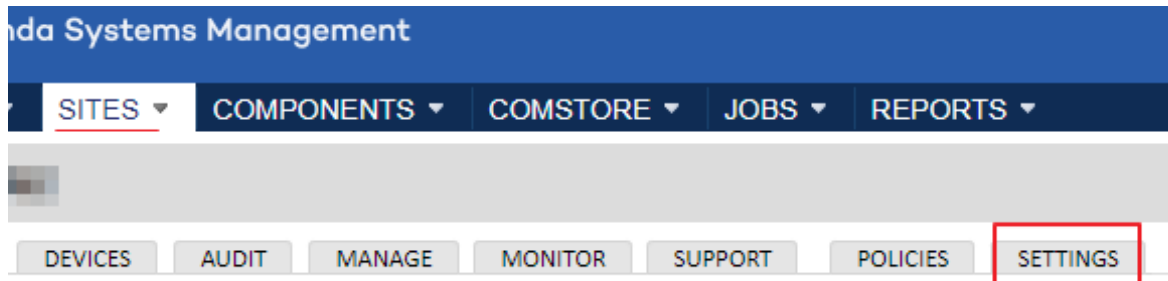 nda Systems Management
SITES COMPONENTS COMSTORE JOBS REPORTS
DEVICES AUDIT MANAGE MONITOR SUPPORT POLICIES SETTINGS